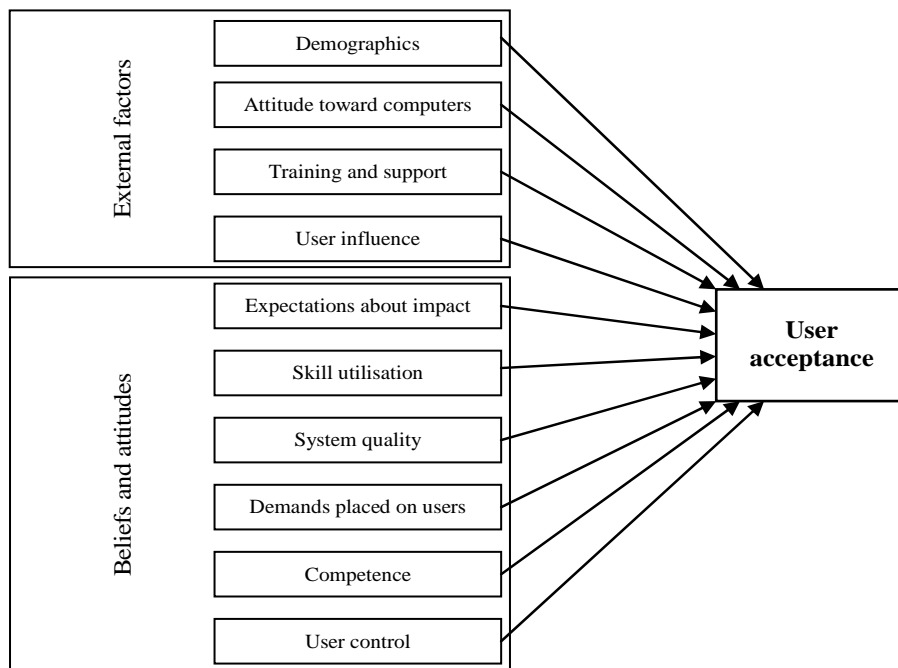 External factors
Demographics
Attitude toward computers
Training and support
User influence
Beliefs and attitudes
Expectations about impact
Skill utilisation
System quality
Demands placed on users
Competence
User control
User
acceptance